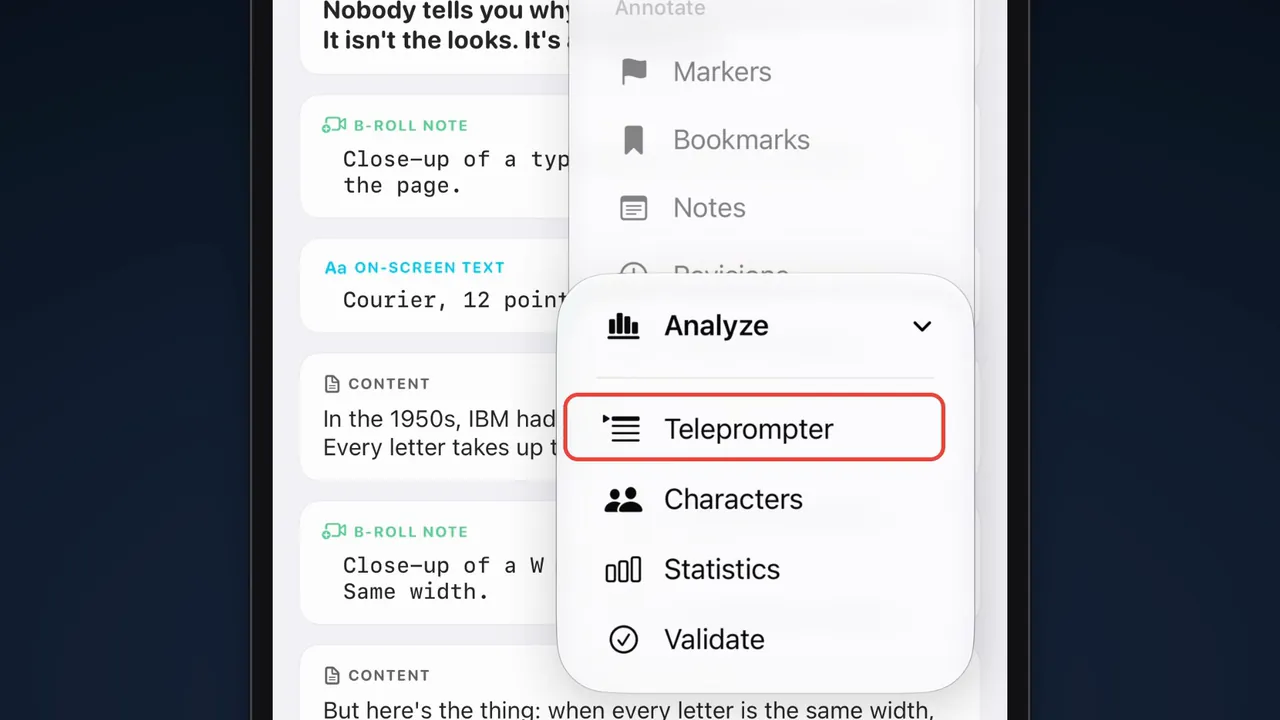 Nobody tells you why
It isn't the looks. It's
B-ROLL NOTE
Close-up of a typ
the page.
Aa ON-SCREEN TEXT
Courier, 12 point
CONTENT
In the 1950s, IBM had
Every letter takes up t
B-ROLL NOTE
Close-up of a W
Same width.
CONTENT
But here's the thing: when every letter is the same width,
Annotate
Markers
Bookmarks
Notes
Revisions
Analyze
Teleprompter
Characters
Statistics
Validate